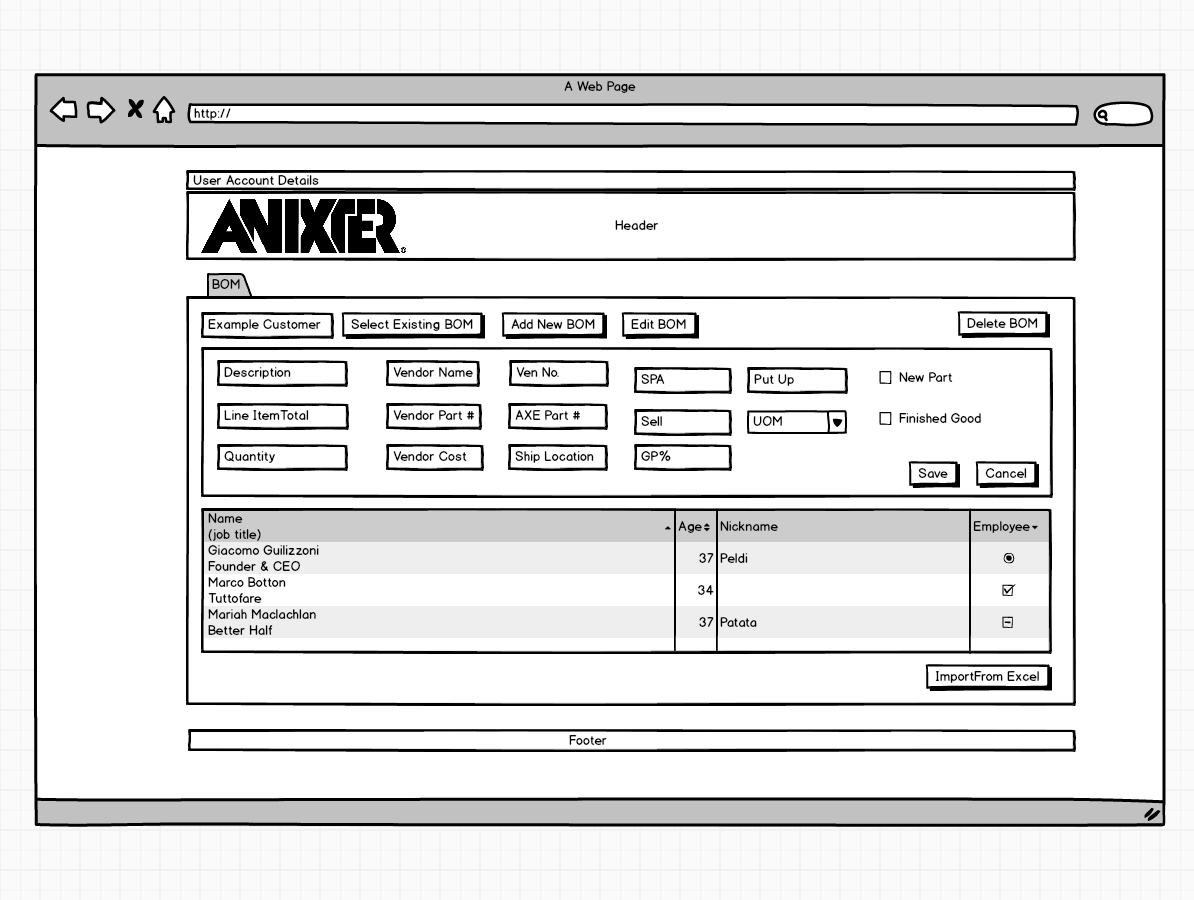 A Web Page
http://
User Account Details
ANIXTER
Header
BOM
Example Customer
Select Existing BOM
Add New BOM
Edit BOM
Delete BOM
Description
Vendor Name
Ven No.
SPA
Put Up
New Part
Line ItemTotal
Vendor Part #
AXE Part #
Sell
UOM
Finished Good
Quantity
Vendor Cost
Ship Location
GP%
Save
Cancel
Name
(job title)
Age
Nickname
Employee
Giacomo Guilizzoni
Founder & CEO
37
Peldi
Marco Botton
Tuttofare
34
Mariah Maclachlan
Better Half
37
Patata
ImportFrom Excel
Footer